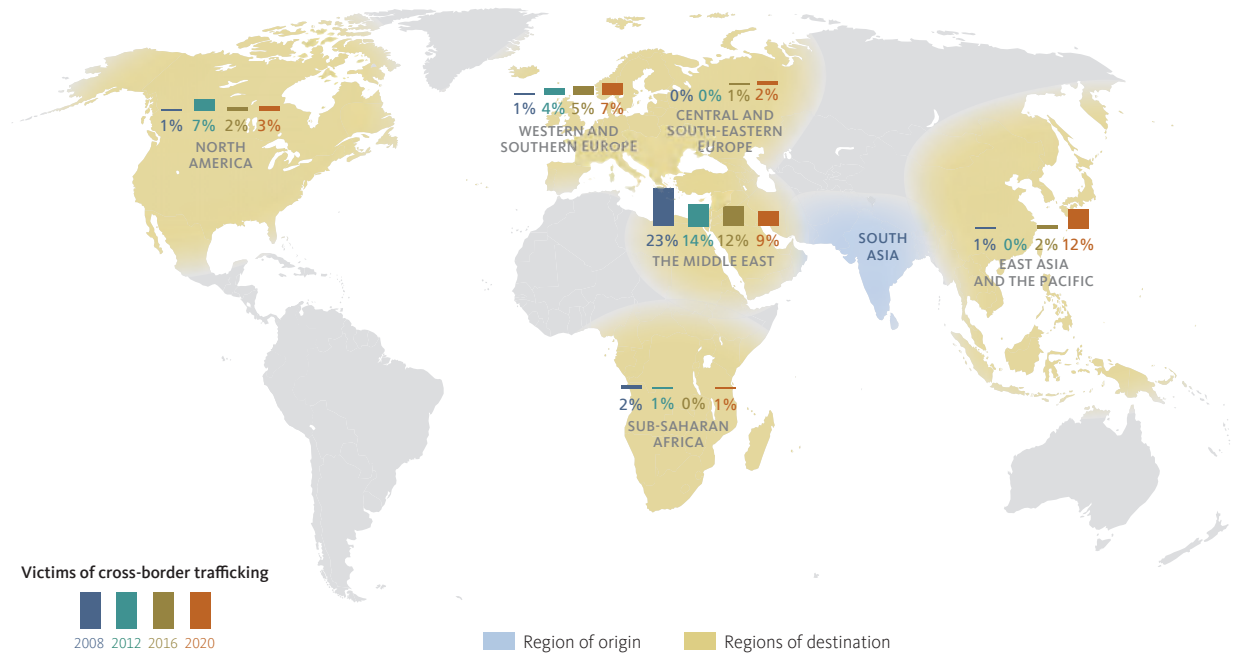 1% 7% 2% 3%
NORTH
AMERICA
1% 4% 5% 7%
WESTERN AND
SOUTHERN EUROPE
0% 0% 1% 2%
CENTRAL AND
SOUTH-EASTERN
EUROPE
23% 14% 12% 9%
THE MIDDLE EAST
SOUTH
ASIA
1% 0% 2% 12%
EAST ASIA
AND THE PACIFIC
2% 1% 0% 1%
SUB-SAHARAN
AFRICA
Victims of cross-border trafficking
2008 2012 2016 2020
Region of origin
Regions of destination